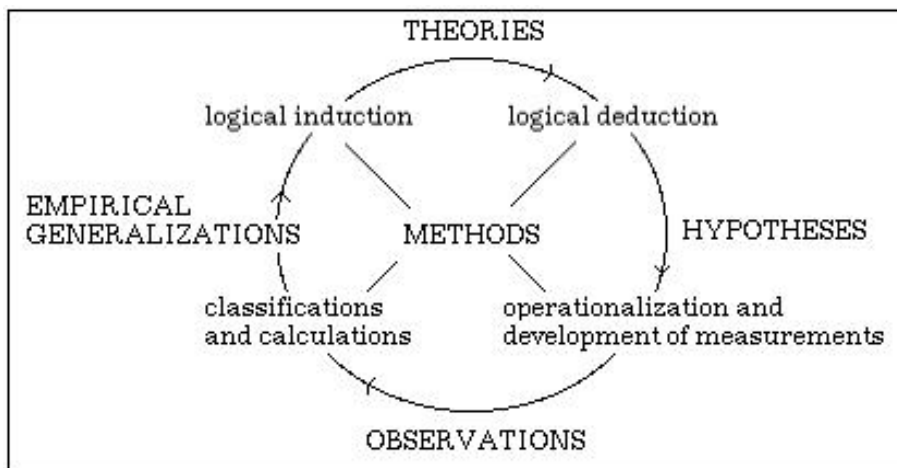 THEORIES
logical induction
logical deduction
EMPIRICAL
GENERALIZATIONS
METHODS
HYPOTHESES
classifications
and calculations
operationalization and
development of measurements
OBSERVATIONS